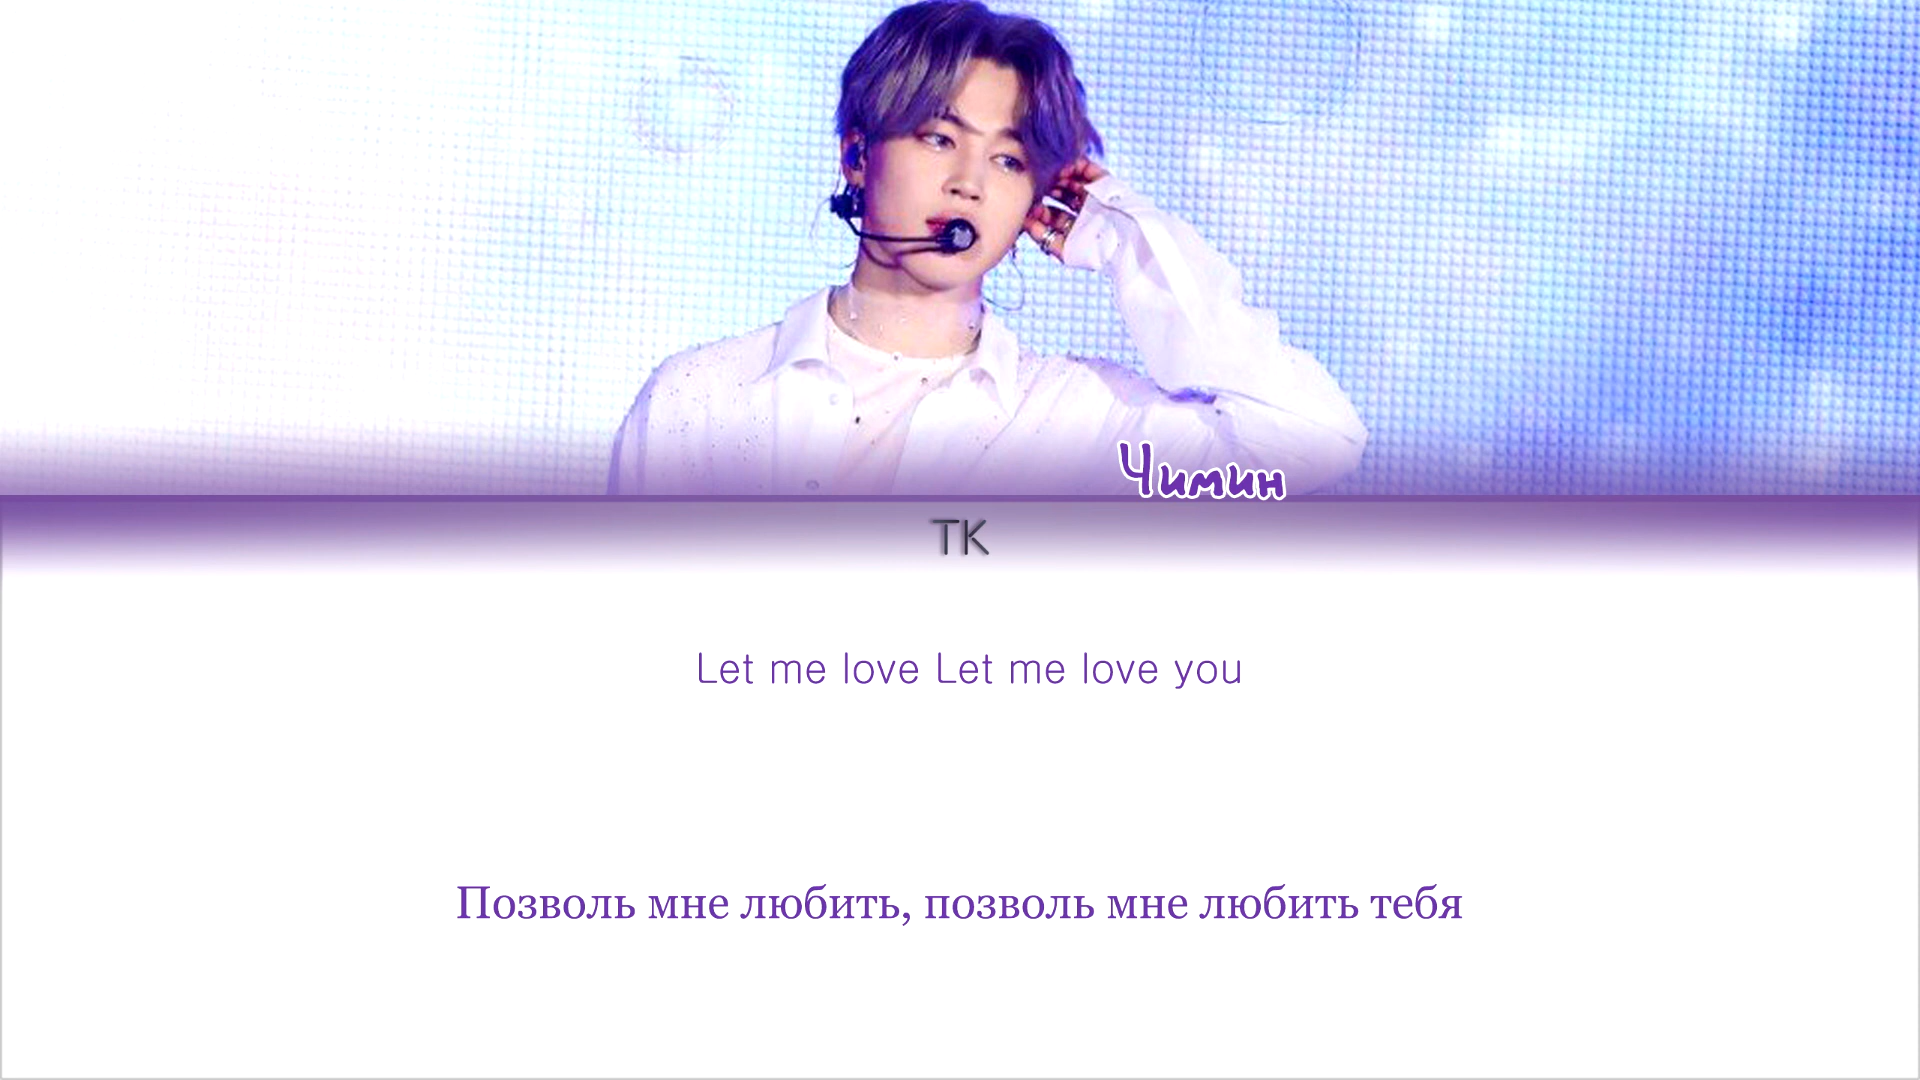 Чимин
TK
Let me love Let me love you
Позволь мне любить, позволь мне любить тебя